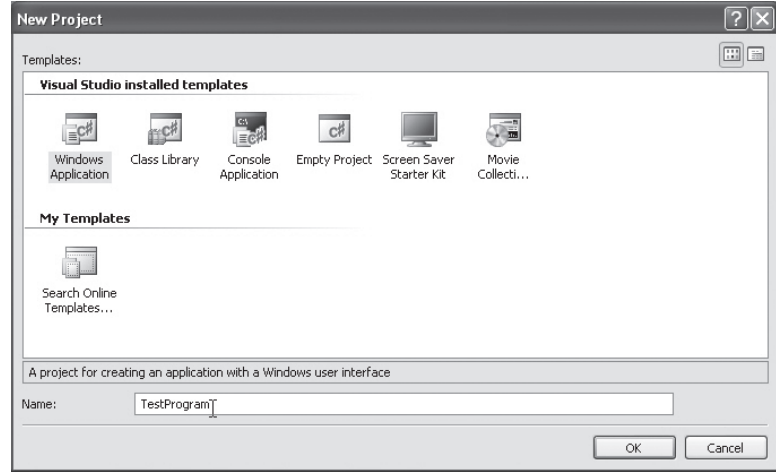 New Project
Templates:
Visual Studio installed templates
Windows Application
Class Library
Console Application
Empty Project
Screen Saver Starter Kit
Movie Collecti...
My Templates
Search Online Templates...
A project for creating an application with a Windows user interface
Name:
TestProgram
OK
Cancel